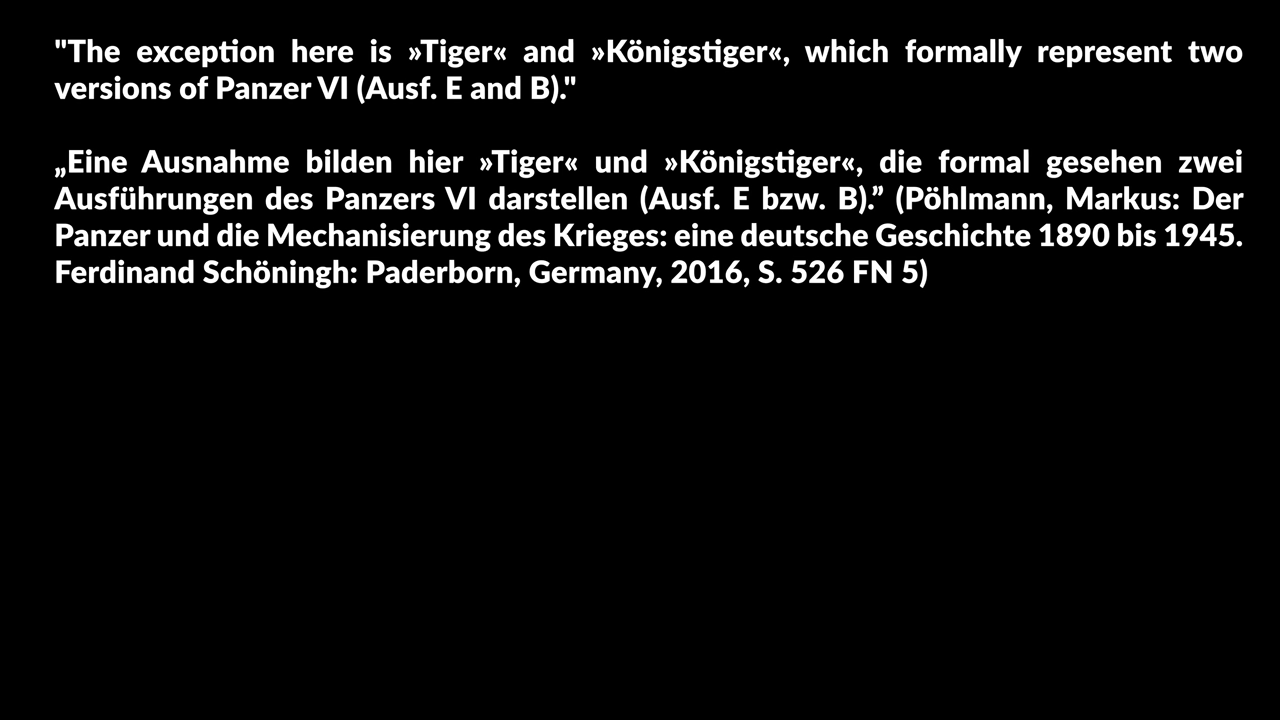 "The exception here is »Tiger« and »Königstiger«, which formally represent two
versions of Panzer VI (Ausf. E and B)."
„Eine Ausnahme bilden hier »Tiger« und »Königstiger«, die formal gesehen zwei
Ausführungen des Panzers VI darstellen (Ausf. E bzw. B).” (Pöhlmann, Markus: Der
Panzer und die Mechanisierung des Krieges: eine deutsche Geschichte 1890 bis 1945.
Ferdinand Schöningh: Paderborn, Germany, 2016, S. 526 FN 5)